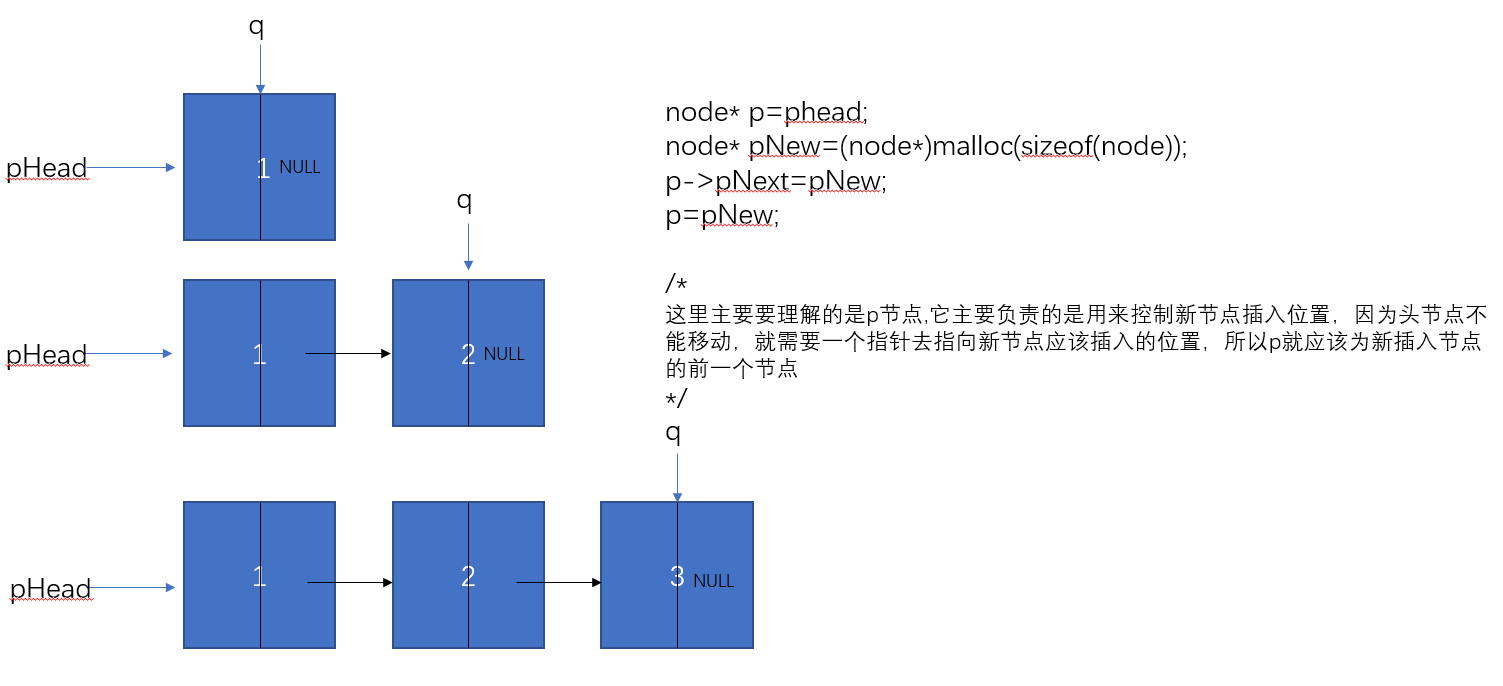 q
pHead
1 NULL
node* p=phead;
node* pNew=(node*)malloc(sizeof(node));
p->pNext=pNew;
p=pNew;
q
pHead
1
2 NULL
/*
这里主要要理解的是p节点,它主要负责的是用来控制新节点插入位置，因为头节点不
能移动，就需要一个指针去指向新节点应该插入的位置，所以p就应该为新插入节点
的前一个节点
*/
q
pHead
1
2
3 NULL